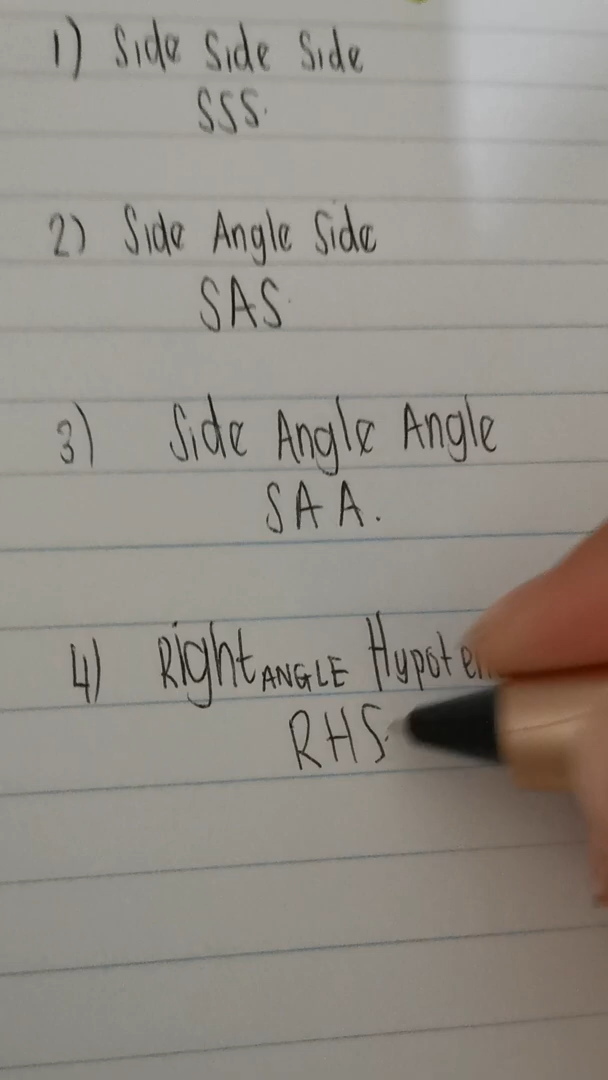 1) Side Side Side
SSS.
2) Side Angle Side
SAS.
3) Side Angle Angle
SAA.
4) Right ANGLE
RHS.